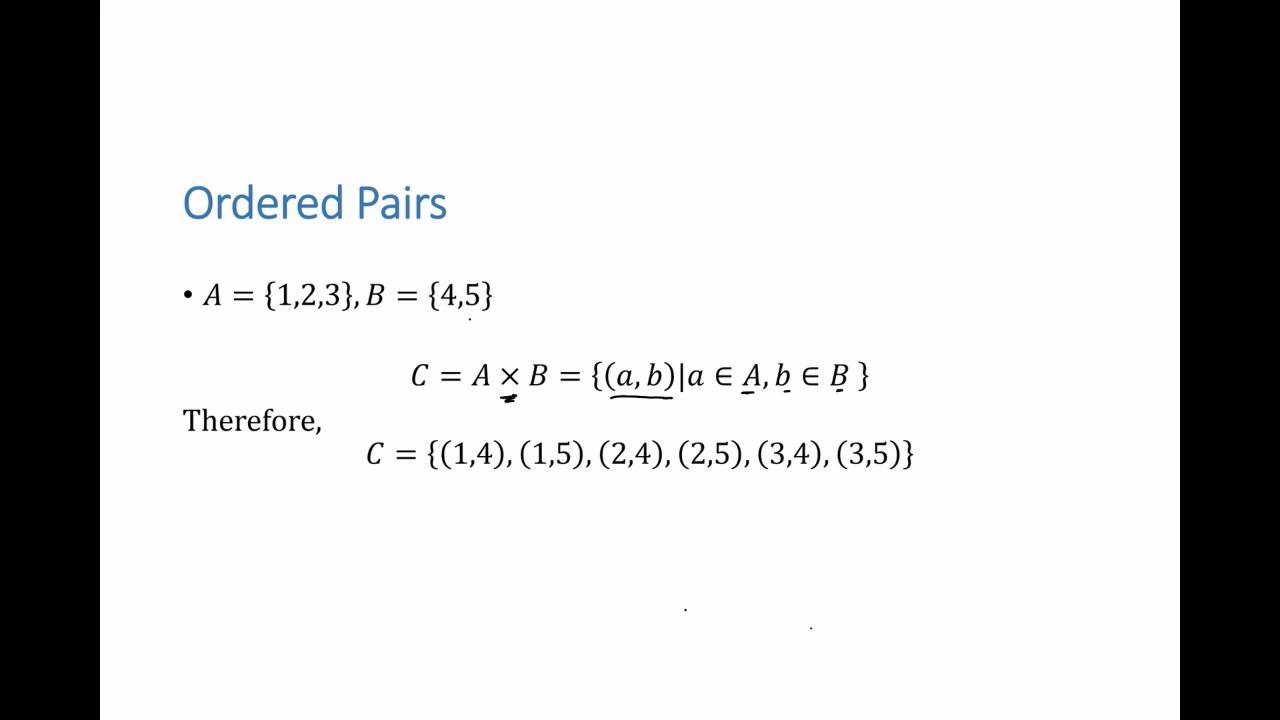 Ordered Pairs
• A = {1,2,3}, B = {4,5}
C = A × B = {(a, b)|a ∈ A, b ∈ B }
Therefore,
C = {(1,4), (1,5), (2,4), (2,5), (3,4), (3,5)}